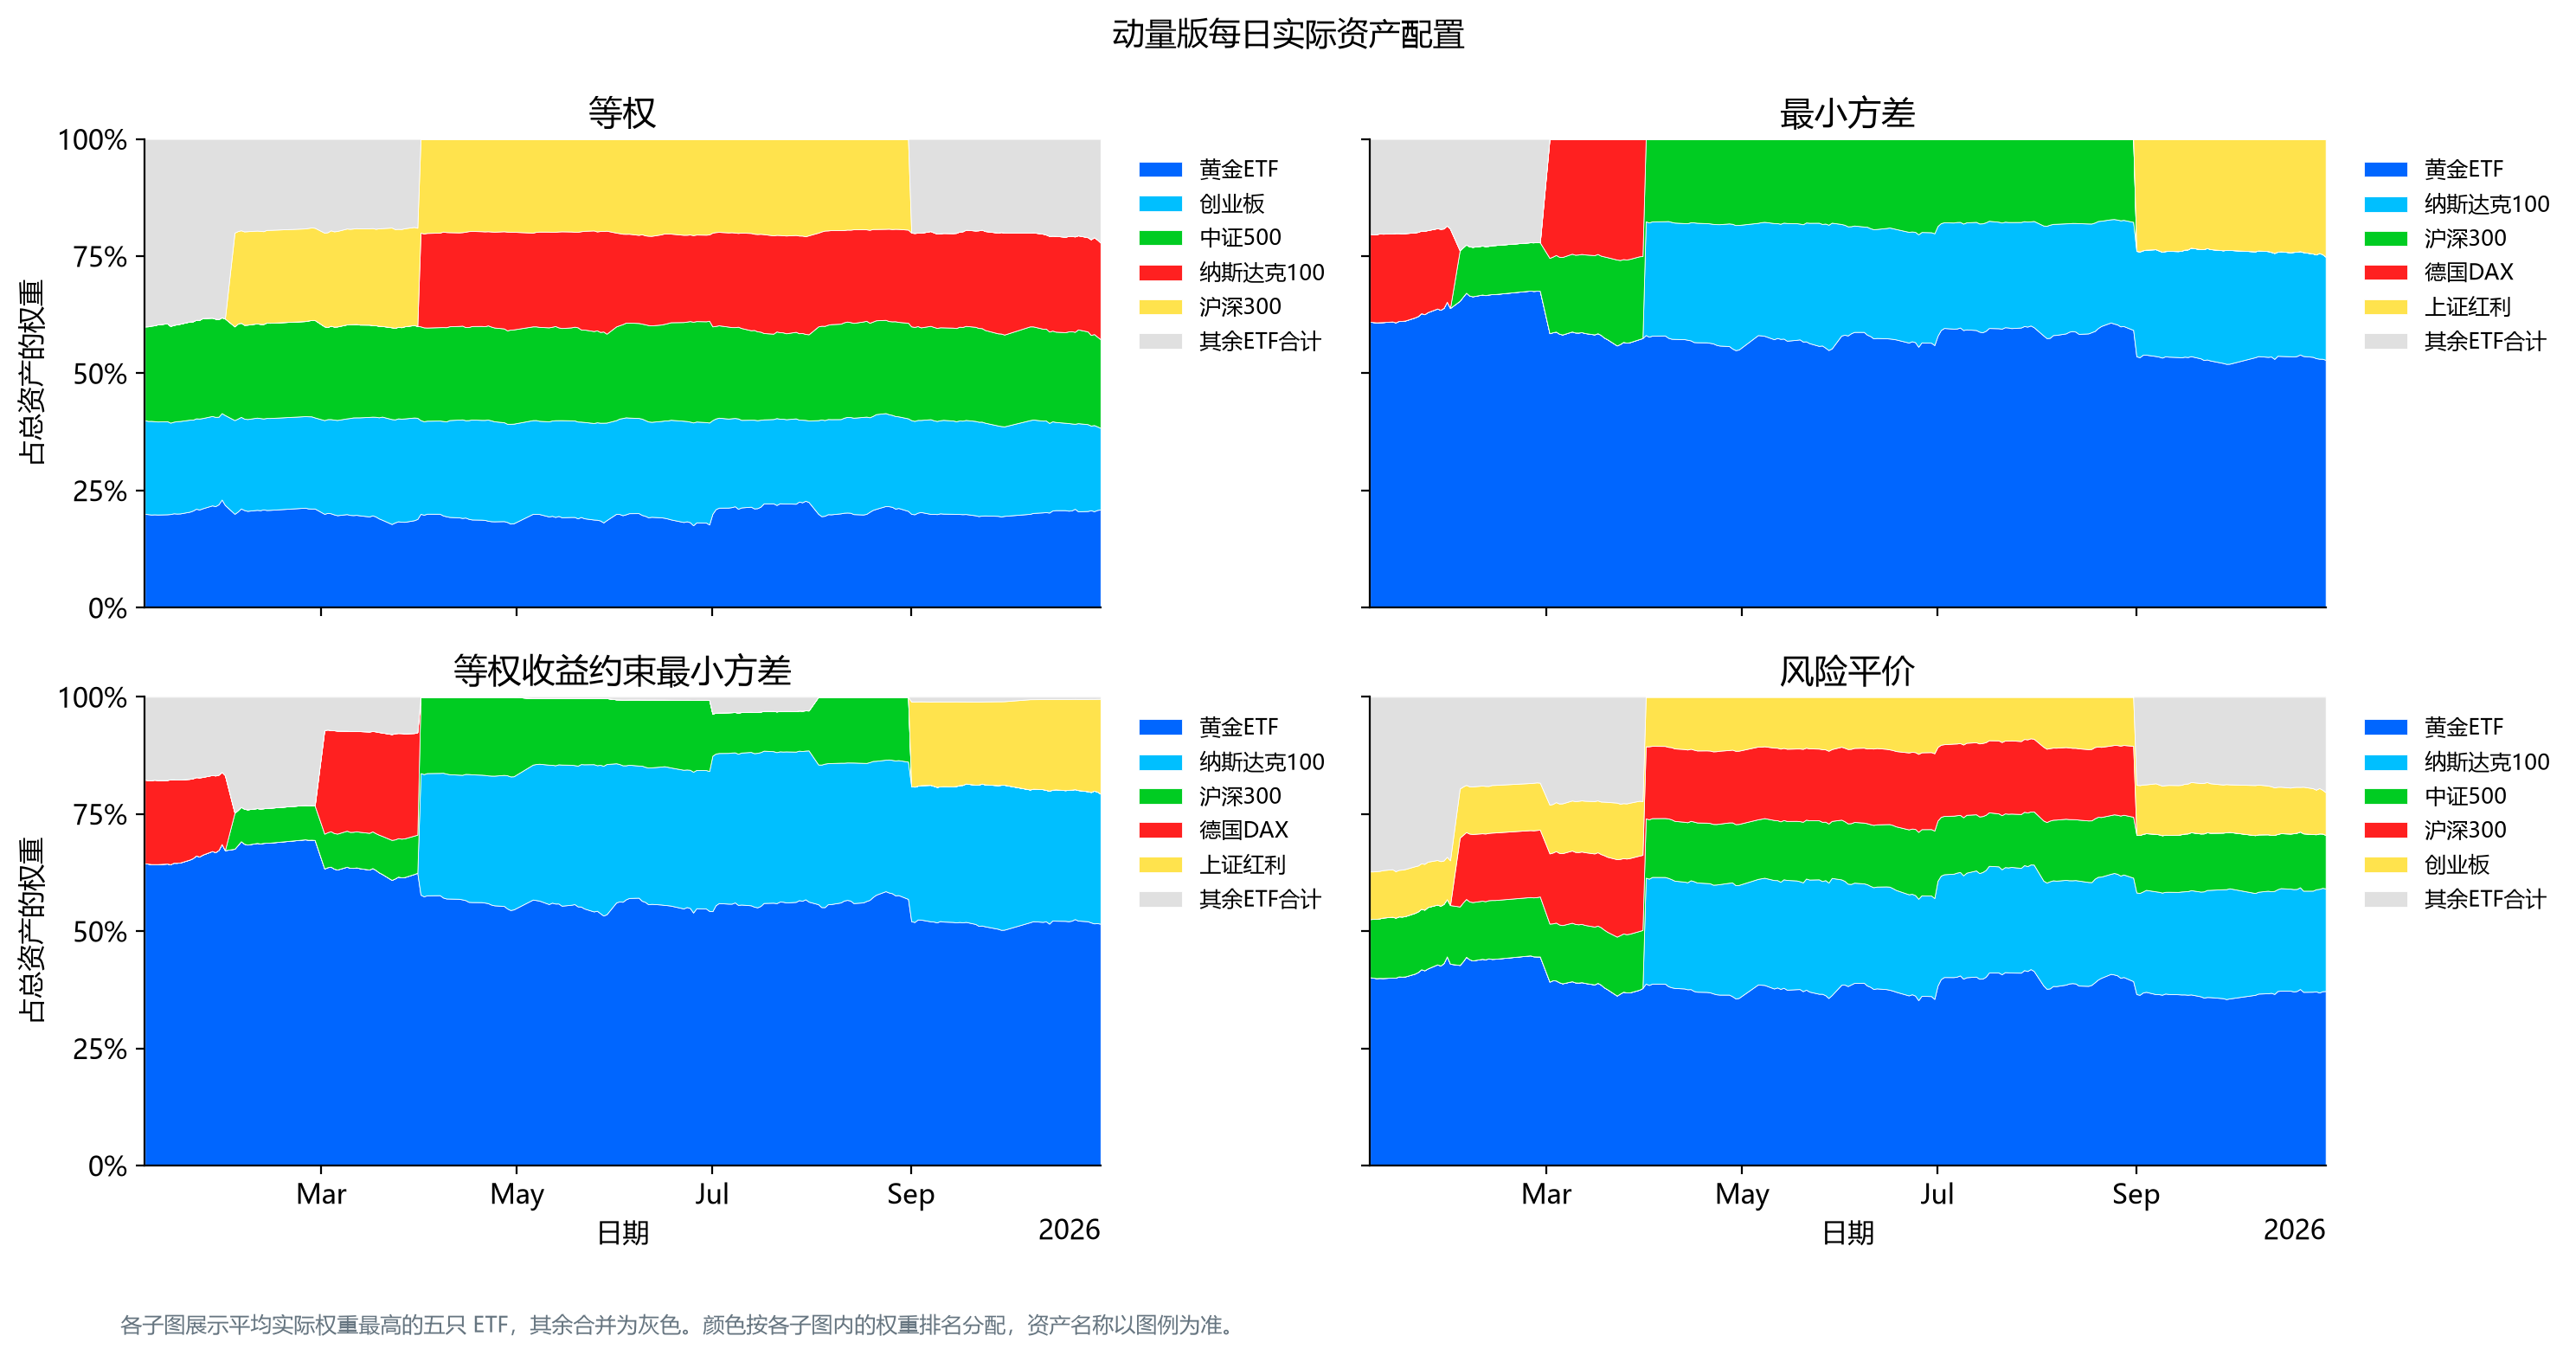 动量版每日实际资产配置
等权
100%
75%
50%
25%
0%
占总资产的权重
黄金ETF
创业板
中证500
纳斯达克100
沪深300
其余ETF合计
最小方差
黄金ETF
纳斯达克100
沪深300
德国DAX
上证红利
其余ETF合计
等权收益约束最小方差
100%
75%
50%
25%
0%
占总资产的权重
Mar May Jul Sep
日期
2026
黄金ETF
纳斯达克100
沪深300
德国DAX
上证红利
其余ETF合计
风险平价
Mar May Jul Sep
日期
2026
黄金ETF
纳斯达克100
中证500
沪深300
创业板
其余ETF合计
各子图展示平均实际权重最高的五只 ETF，其余合并为灰色。颜色按各子图内的权重排名分配，资产名称以图例为准。